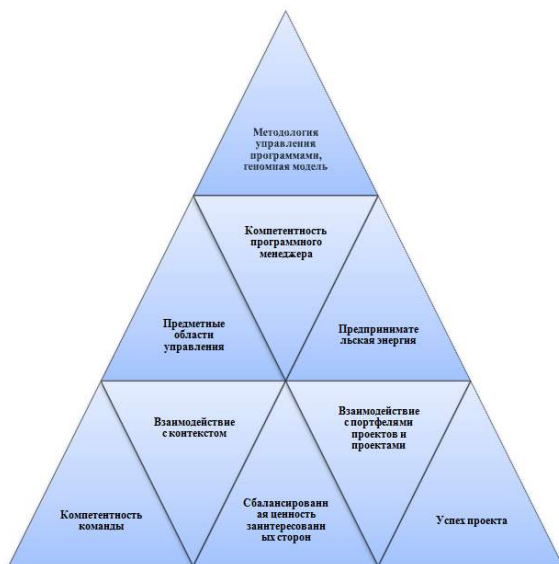 Методология
управления
программами,
геномная модель
Компетентность
программного
менеджера
Предметные
области
управления
Предпринимате
льская энергия
Взаимодействие
с контекстом
Взаимодействие
с портфелями
проектов и
проектами
Компетентность
команды
Сбалансированн
ая ценность
заинтересованн
ых сторон
Успех проекта